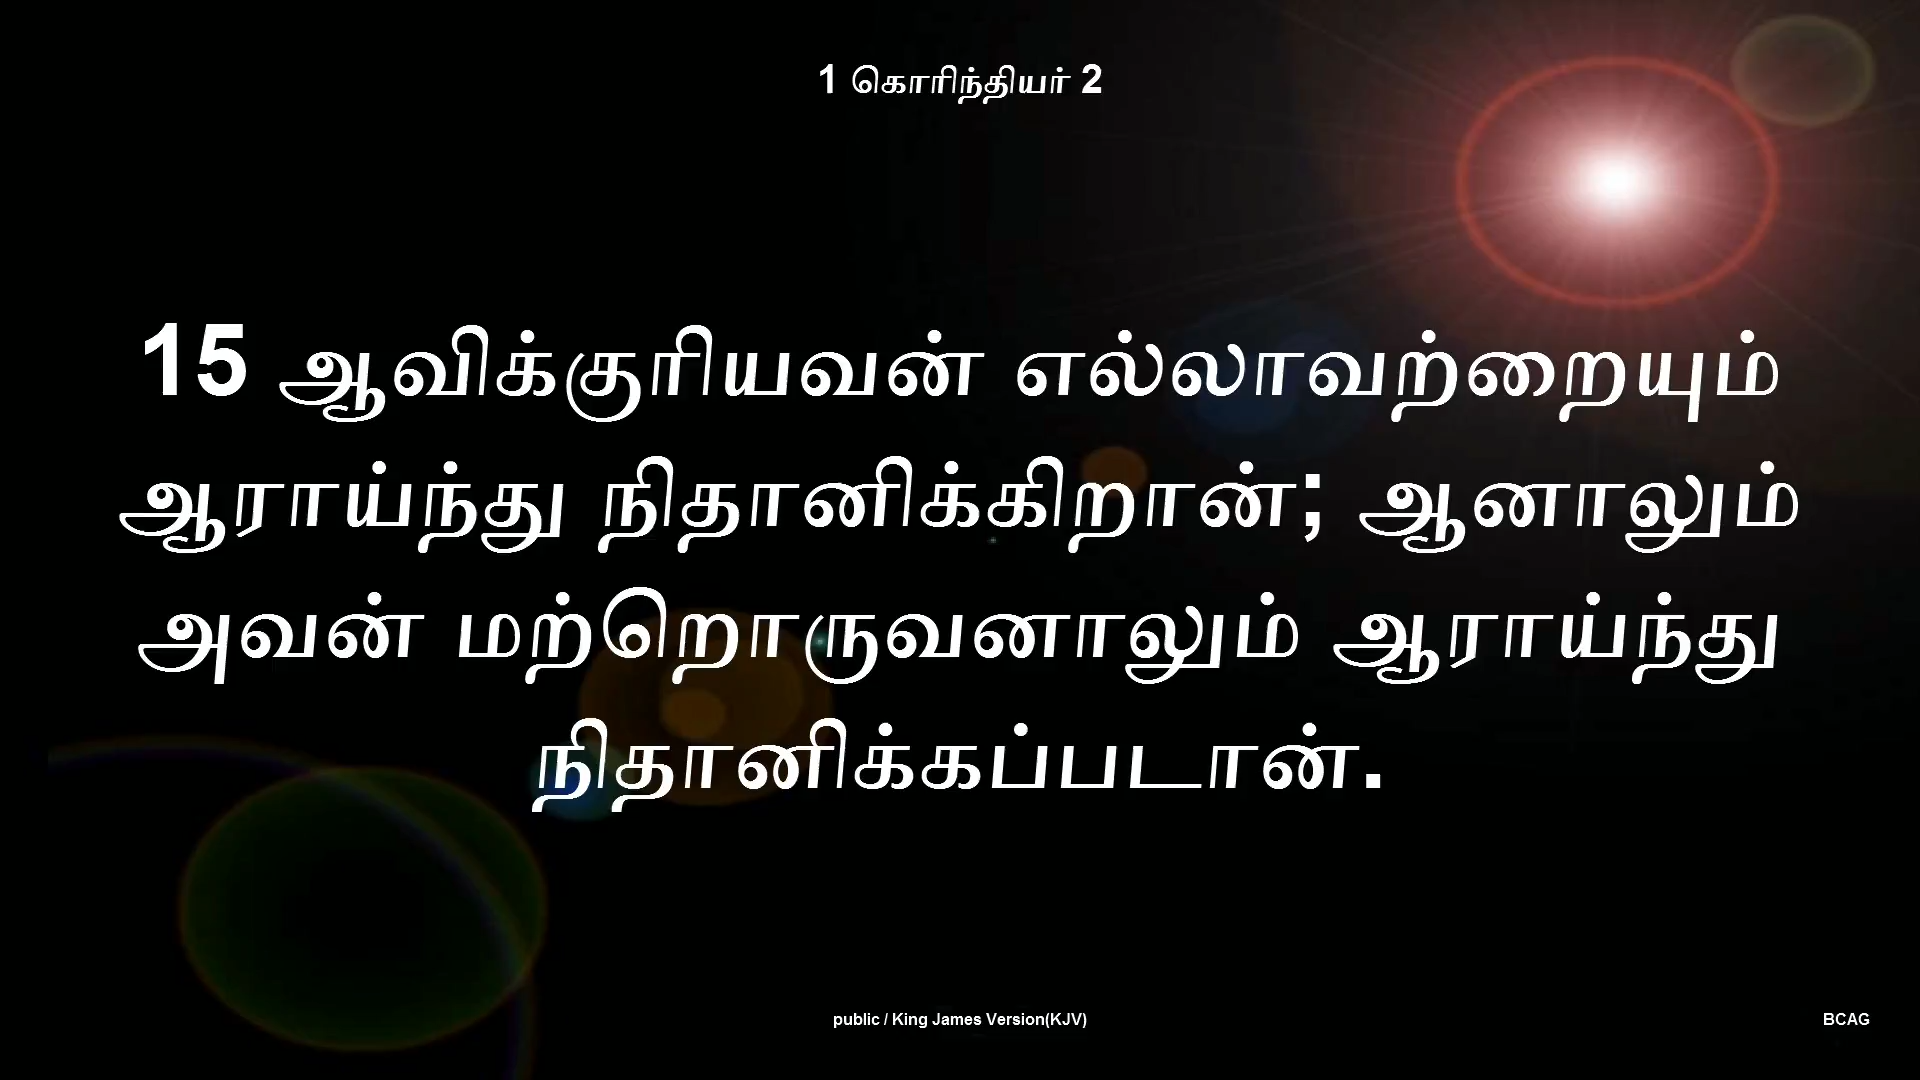 1 கொரிந்தியர் 2
15 ஆவிக்குரியவன் எல்லாவற்றையும்
ஆராய்ந்து நிதானிக்கிறான்; ஆனாலும்
அவன் மற்றொருவனாலும் ஆராய்ந்து
நிதானிக்கப்படான்.
public / King James Version(KJV)
BCAG